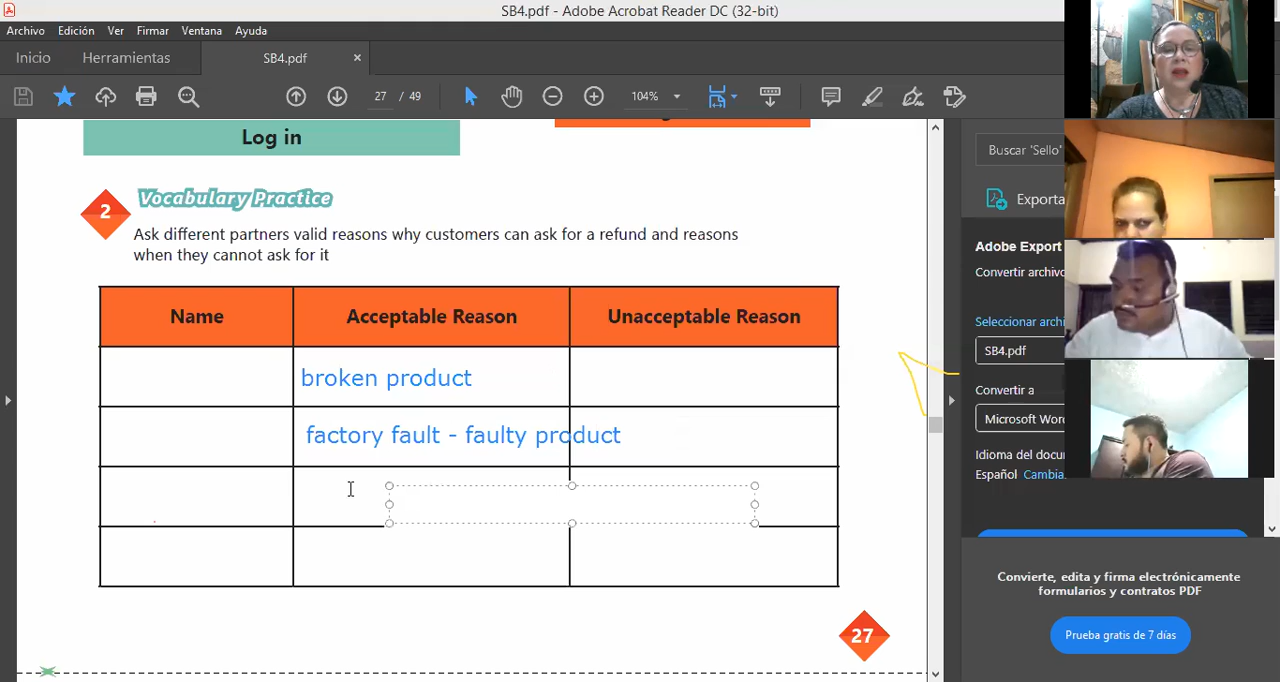 SB4.pdf - Adobe Acrobat Reader DC (32-bit)
Archivo Edición Ver Firmar Ventana Ayuda
Inicio Herramientas SB4.pdf ×
27 / 49 104%
Log in
Buscar 'Sello'
2 Vocabulary Practice
Exporta
Ask different partners valid reasons why customers can ask for a refund and reasons
when they cannot ask for it
Adobe Export
Convertir archivo
Name Acceptable Reason Unacceptable Reason
Seleccionar archi
SB4.pdf
broken product
Convertir a
Microsoft Word
factory fault - faulty product
Idioma del docum
Español Cambia
Convierte, edita y firma electrónicamente
formularios y contratos PDF
Prueba gratis de 7 días
27